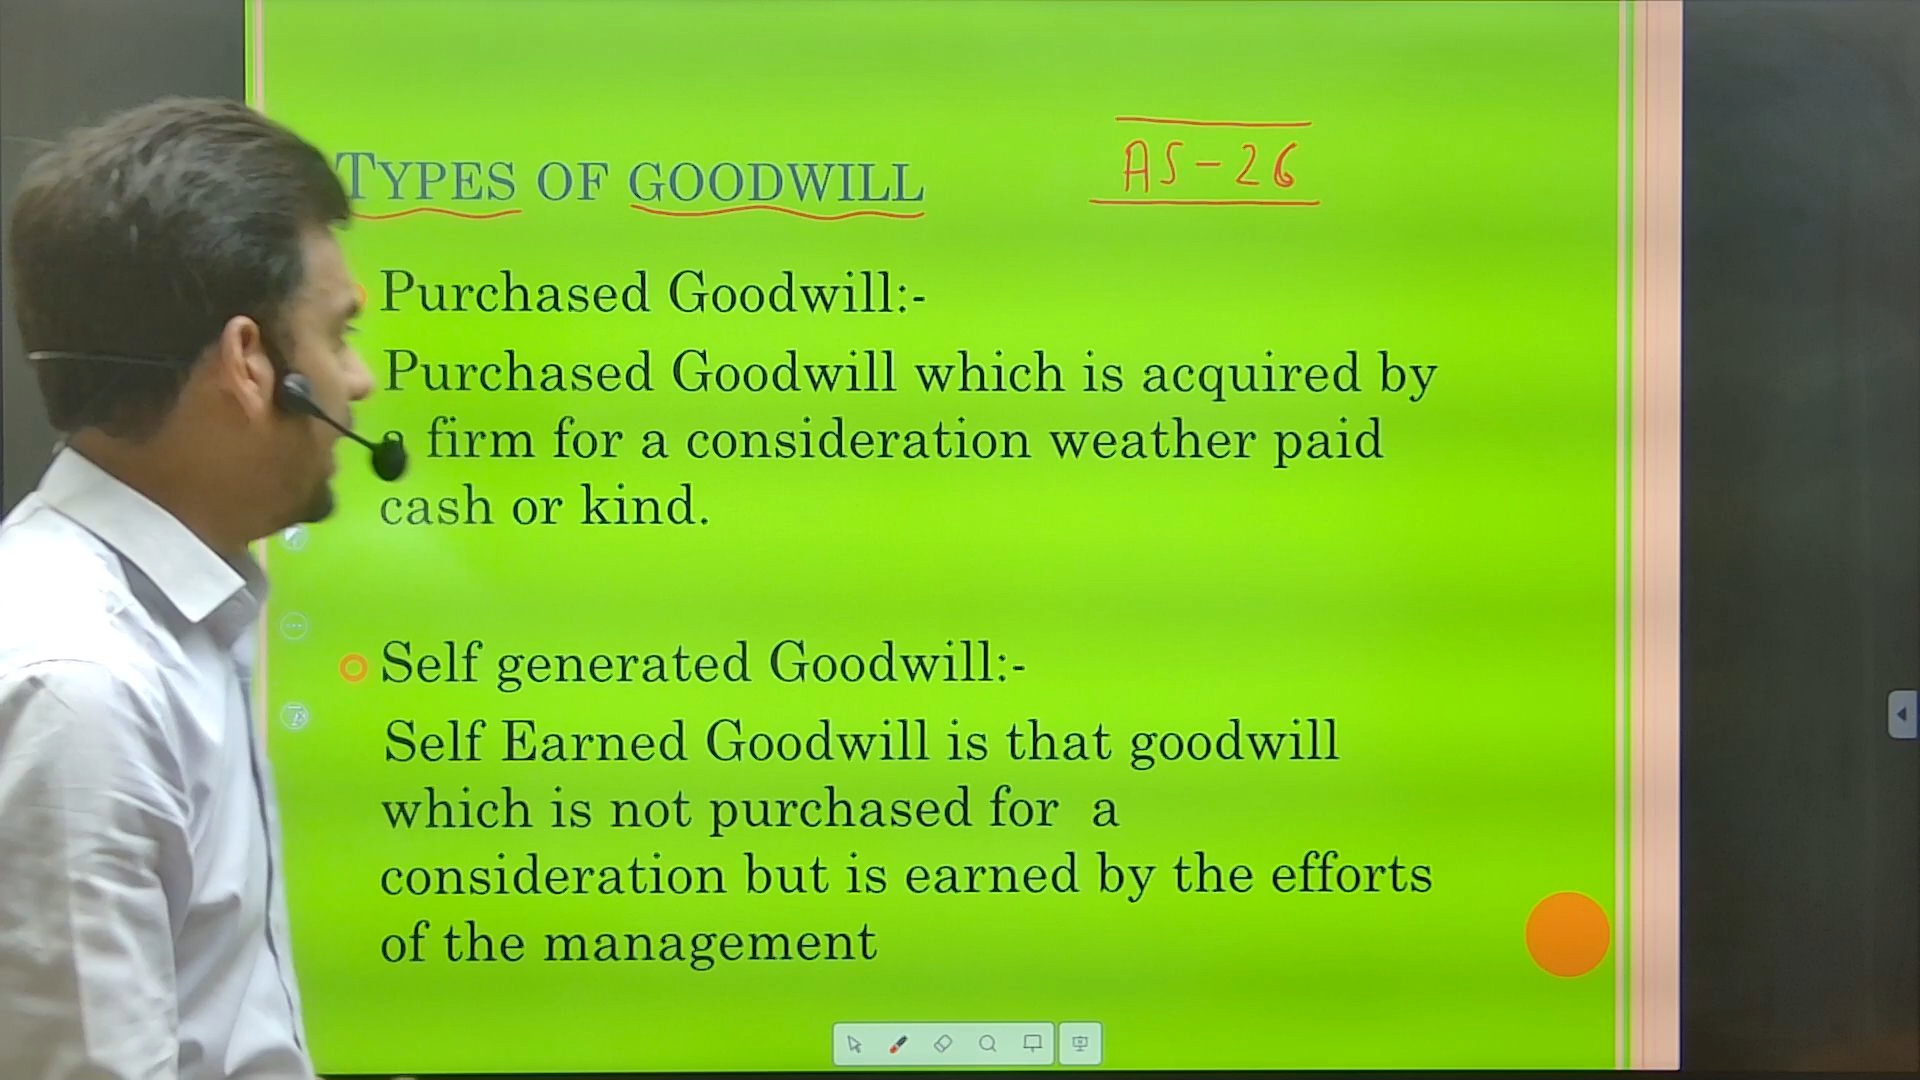 TYPES OF GOODWILL
AS-26
Purchased Goodwill:-
Purchased Goodwill which is acquired by
a firm for a consideration weather paid
cash or kind.
Self generated Goodwill:-
Self Earned Goodwill is that goodwill
which is not purchased for a
consideration but is earned by the efforts
of the management